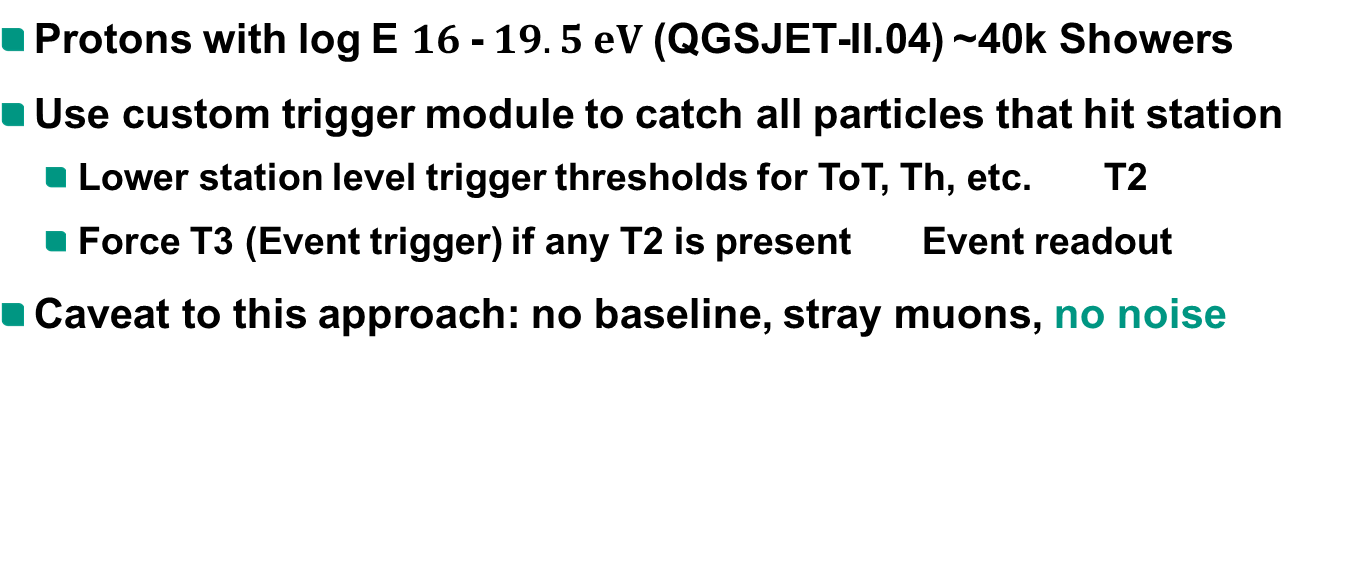 Protons with log E 16 - 19. 5 eV (QGSJET-II.04) ~40k Showers
Use custom trigger module to catch all particles that hit station
Lower station level trigger thresholds for ToT, Th, etc. T2
Force T3 (Event trigger) if any T2 is present Event readout
Caveat to this approach: no baseline, stray muons, no noise